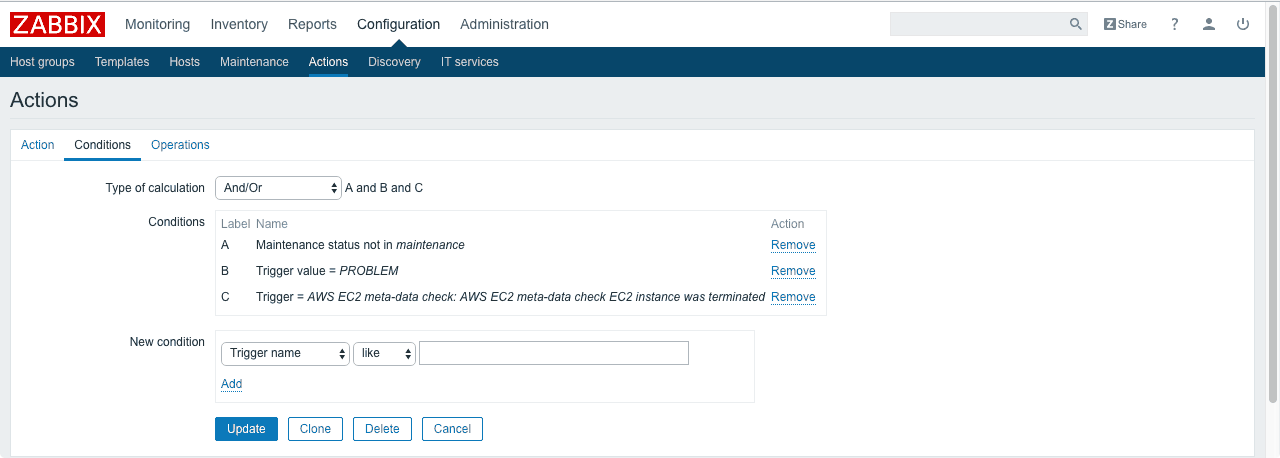 ZABBIX Monitoring Inventory Reports Configuration Administration Z Share ?
Host groups Templates Hosts Maintenance Actions Discovery IT services
Actions
Action Conditions Operations
Type of calculation And/Or A and B and C
Conditions Label Name Action
A Maintenance status not in maintenance Remove
B Trigger value = PROBLEM Remove
C Trigger = AWS EC2 meta-data check: AWS EC2 meta-data check EC2 instance was terminated Remove
New condition Trigger name like
Add
Update Clone Delete Cancel